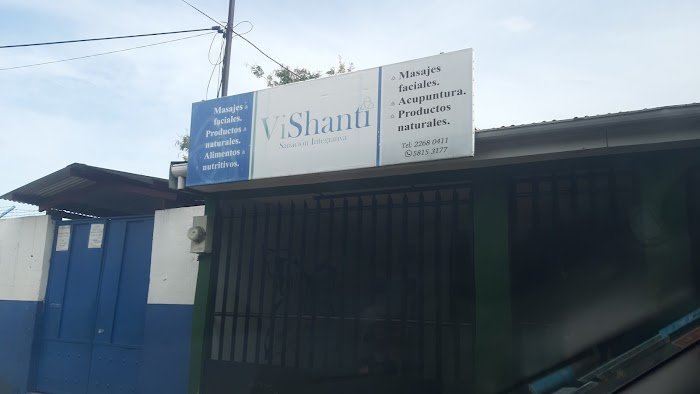 Masajes
faciales.
Productos
naturales.
Alimentos
nutritivos.
ViShanti
Sanación Integrativa
Masajes
faciales.
Acupuntura.
Productos
naturales.
Tel: 2268 0411
5815-3177